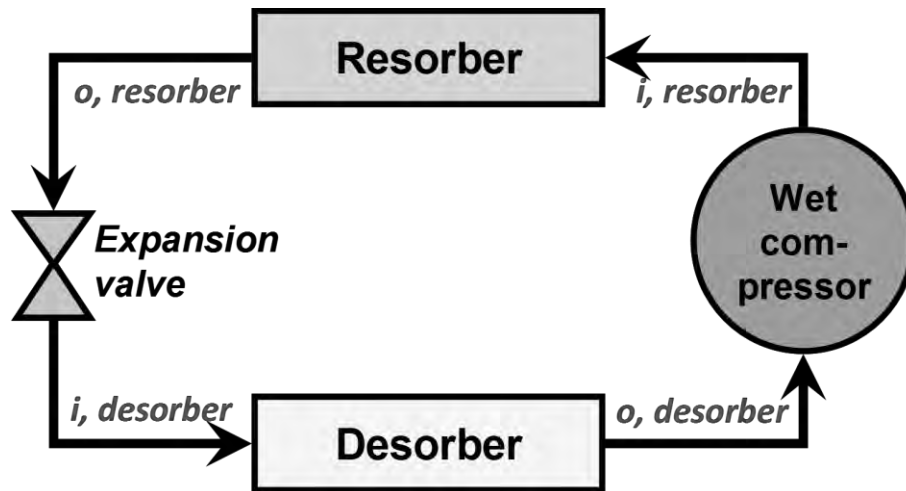 Resorber
o, resorber
i, resorber
Wet
com-
pressor
Expansion
valve
i, desorber
o, desorber
Desorber